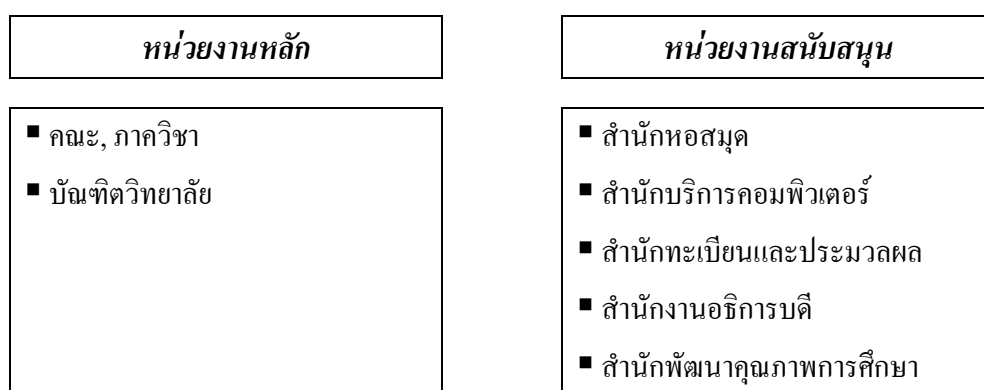 หน่วยงานหลัก
▪ คณะ, ภาควิชา
▪ บัณฑิตวิทยาลัย
หน่วยงานสนับสนุน
▪ สำนักหอสมุด
▪ สำนักบริการคอมพิวเตอร์
▪ สำนักทะเบียนและประมวลผล
▪ สำนักงานอธิการบดี
▪ สำนักพัฒนาคุณภาพการศึกษา